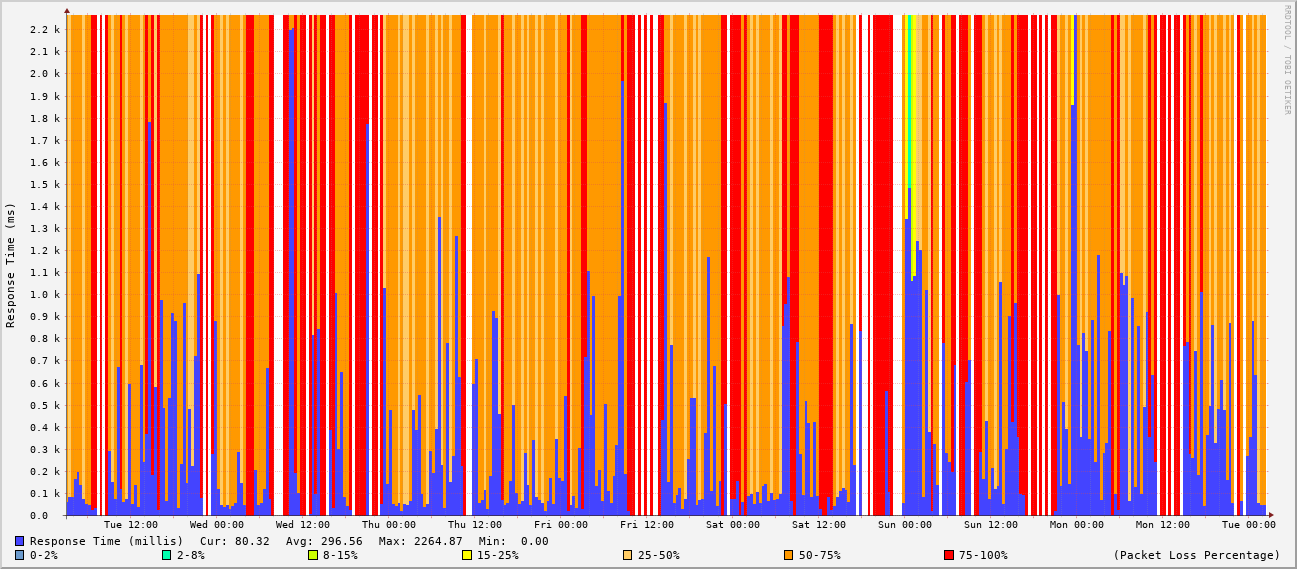 RRDTOOL / TOBI OETIKER
Response Time (ms)
2.2 k
2.1 k
2.0 k
1.9 k
1.8 k
1.7 k
1.6 k
1.5 k
1.4 k
1.3 k
1.2 k
1.1 k
1.0 k
0.9 k
0.8 k
0.7 k
0.6 k
0.5 k
0.4 k
0.3 k
0.2 k
0.1 k
0.0
Tue 12:00 Wed 00:00 Wed 12:00 Thu 00:00 Thu 12:00 Fri 00:00 Fri 12:00 Sat 00:00 Sat 12:00 Sun 00:00 Sun 12:00 Mon 00:00 Mon 12:00 Tue 00:00
Response Time (millis) Cur: 80.32 Avg: 296.56 Max: 2264.87 Min: 0.00
0-2% 2-8% 8-15% 15-25% 25-50% 50-75% 75-100% (Packet Loss Percentage)